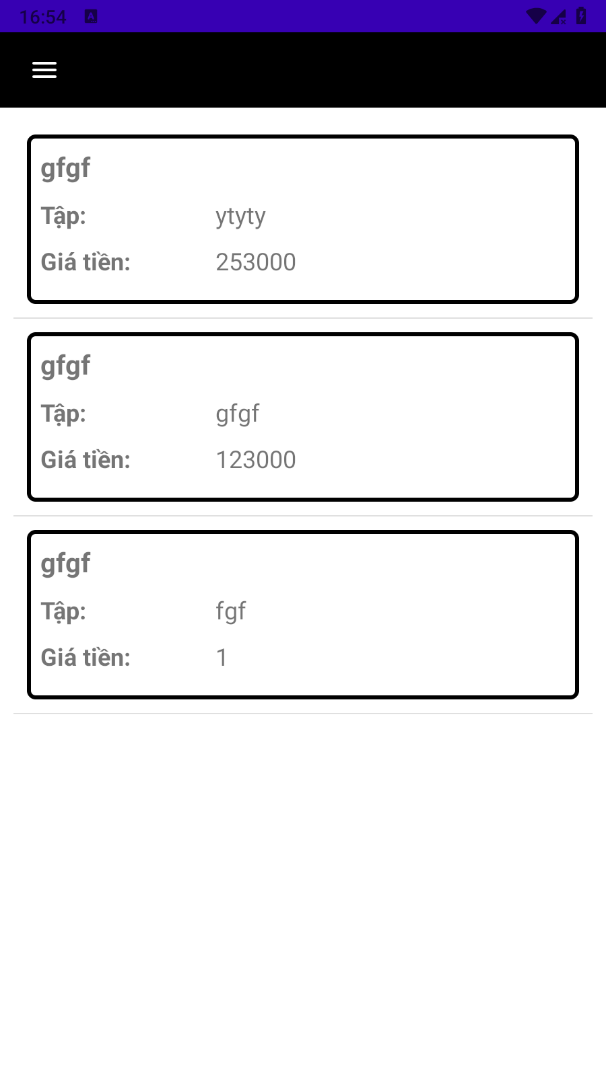 16:54
gfgf
Tập: ytyty
Giá tiền: 253000
gfgf
Tập: gfgf
Giá tiền: 123000
gfgf
Tập: fgf
Giá tiền: 1